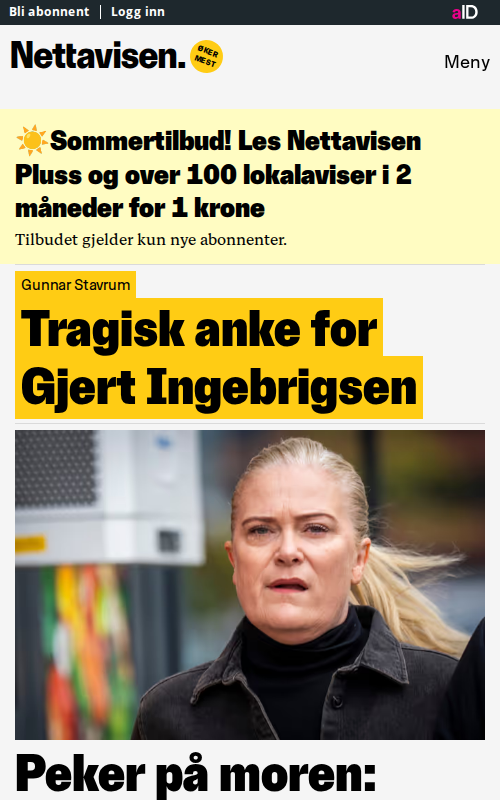 Bli abonnent | Logg inn
aID
Nettavisen.
ØKER
MEST
Meny
☀️Sommertilbud! Les Nettavisen
Pluss og over 100 lokalaviser i 2
måneder for 1 krone
Tilbudet gjelder kun nye abonnenter.
Gunnar Stavrum
Tragisk anke for
Gjert Ingebrigsen
Peker på moren: